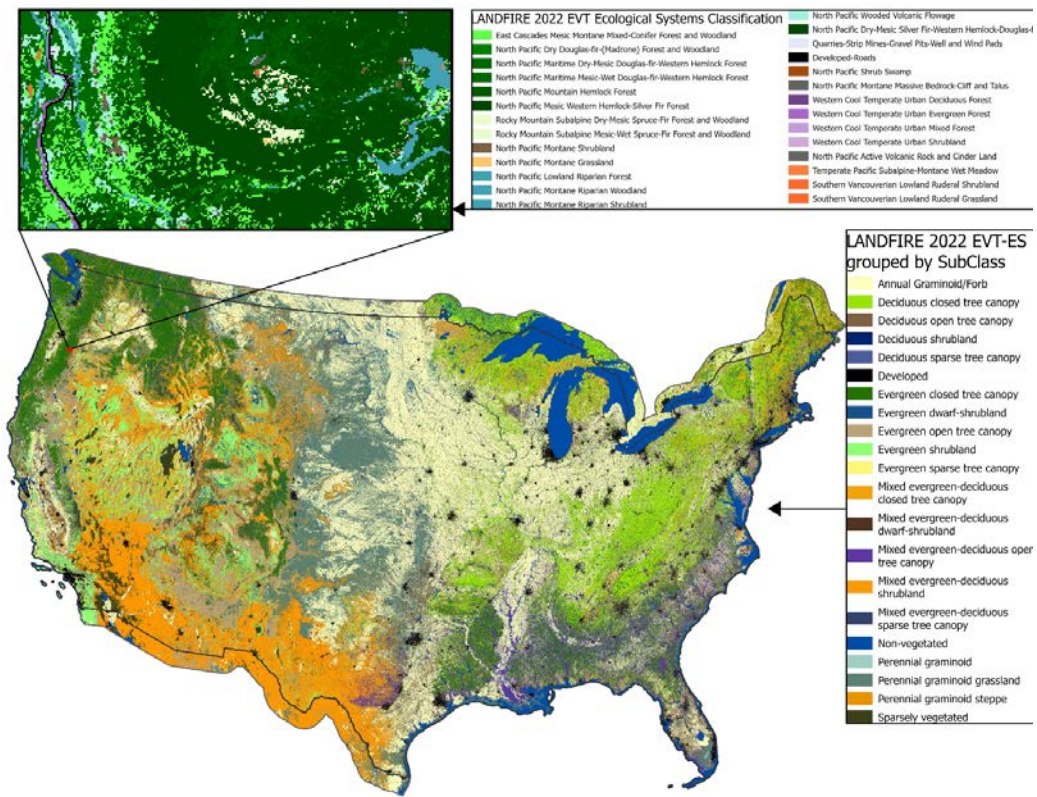 LANDFIRE 2022 EVT Ecological Systems Classification
East Cascades Mesic Montane Mixed-Conifer Forest and Woodland
North Pacific Dry Douglas-fir-(Madrone) Forest and Woodland
North Pacific Maritime Dry-Mesic Douglas-fir-Western Hemlock Forest
North Pacific Maritime Mesic-Wet Douglas-fir-Western Hemlock Forest
North Pacific Mountain Hemlock Forest
North Pacific Mesic Western Hemlock-Silver Fir Forest
Rocky Mountain Subalpine Dry-Mesic Spruce-Fir Forest and Woodland
Rocky Mountain Subalpine Mesic-Wet Spruce-Fir Forest and Woodland
North Pacific Montane Shrubland
North Pacific Montane Grassland
North Pacific Lowland Riparian Forest
North Pacific Montane Riparian Woodland
North Pacific Montane Riparian Shrubland
North Pacific Wooded Volcanic Flowage
North Pacific Dry-Mesic Silver Fir-Western Hemlock-Douglas-
Quarries-Strip Mines-Gravel Pits-Well and Wind Pads
Developed-Roads
North Pacific Shrub Swamp
North Pacific Montane Massive Bedrock-Cliff and Talus
Western Cool Temperate Urban Deciduous Forest
Western Cool Temperate Urban Evergreen Forest
Western Cool Temperate Urban Mixed Forest
Western Cool Temperate Urban Shrubland
North Pacific Active Volcanic Rock and Cinder Land
Temperate Pacific Subalpine-Montane Wet Meadow
Southern Vancouverian Lowland Ruderal Shrubland
Southern Vancouverian Lowland Ruderal Grassland
LANDFIRE 2022 EVT-ES
grouped by SubClass
Annual Graminoid/Forb
Deciduous closed tree canopy
Deciduous open tree canopy
Deciduous shrubland
Deciduous sparse tree canopy
Developed
Evergreen closed tree canopy
Evergreen dwarf-shrubland
Evergreen open tree canopy
Evergreen shrubland
Evergreen sparse tree canopy
Mixed evergreen-deciduous
closed tree canopy
Mixed evergreen-deciduous
dwarf-shrubland
Mixed evergreen-deciduous open
tree canopy
Mixed evergreen-deciduous
shrubland
Mixed evergreen-deciduous
sparse tree canopy
Non-vegetated
Perennial graminoid
Perennial graminoid grassland
Perennial graminoid steppe
Sparsely vegetated